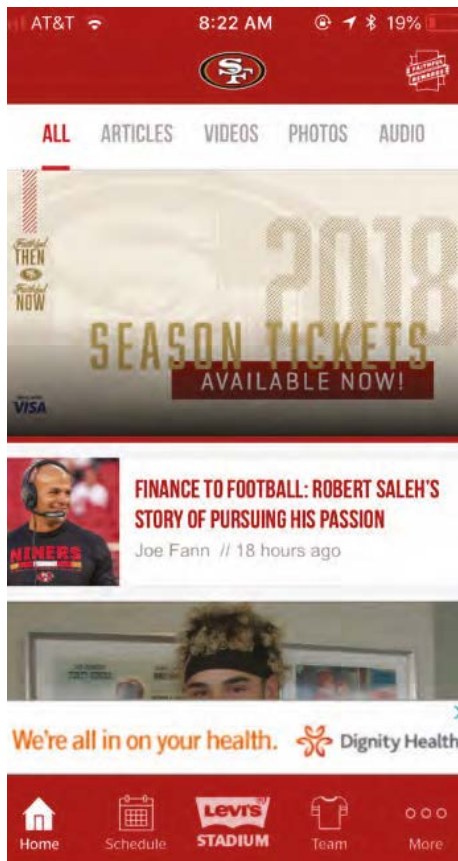 AT&T
8:22 AM
19%
SF
FAITHFUL
REWARDS
ALL
ARTICLES
VIDEOS
PHOTOS
AUDIO
Faithful
THEN
Faithful
NOW
2018
SEASON TICKETS
AVAILABLE NOW!
VISA
NINERS
FINANCE TO FOOTBALL: ROBERT SALEH'S
STORY OF PURSUING HIS PASSION
Joe Fann // 18 hours ago
We're all in on your health.
Dignity Health
Home
Schedule
LEVI'S
STADIUM
Team
More